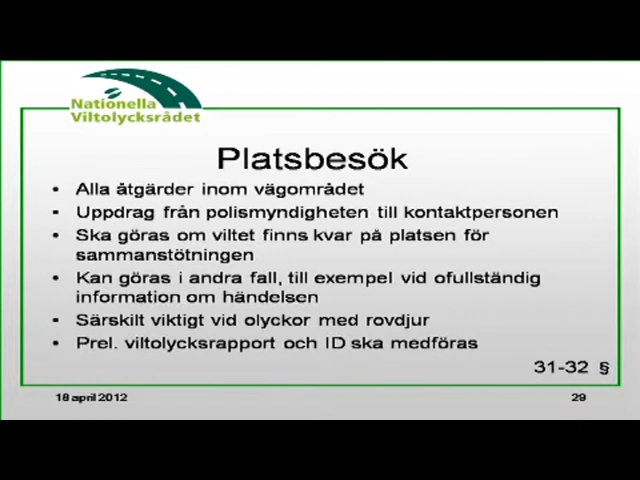 Nationella
Viltolycksrådet
Platsbesök
• Alla åtgärder inom vägområdet
• Uppdrag från polismyndigheten till kontaktpersonen
• Ska göras om viltet finns kvar på platsen för
sammanstötningen
• Kan göras i andra fall, till exempel vid ofullständig
information om händelsen
• Särskilt viktigt vid olyckor med rovdjur
• Prel. viltolycksrapport och ID ska medföras
31-32 §
18 april 2012
29